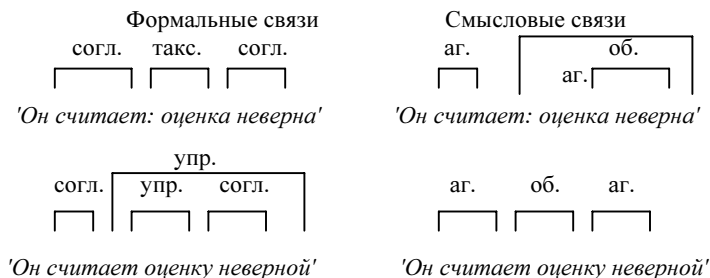 Формальные связи Смысловые связи
согл. такс. согл. аг. об.
аг.
'Он считает: оценка неверна' 'Он считает: оценка неверна'
упр.
согл. упр. согл. аг. об. аг.
'Он считает оценку неверной' 'Он считает оценку неверной'